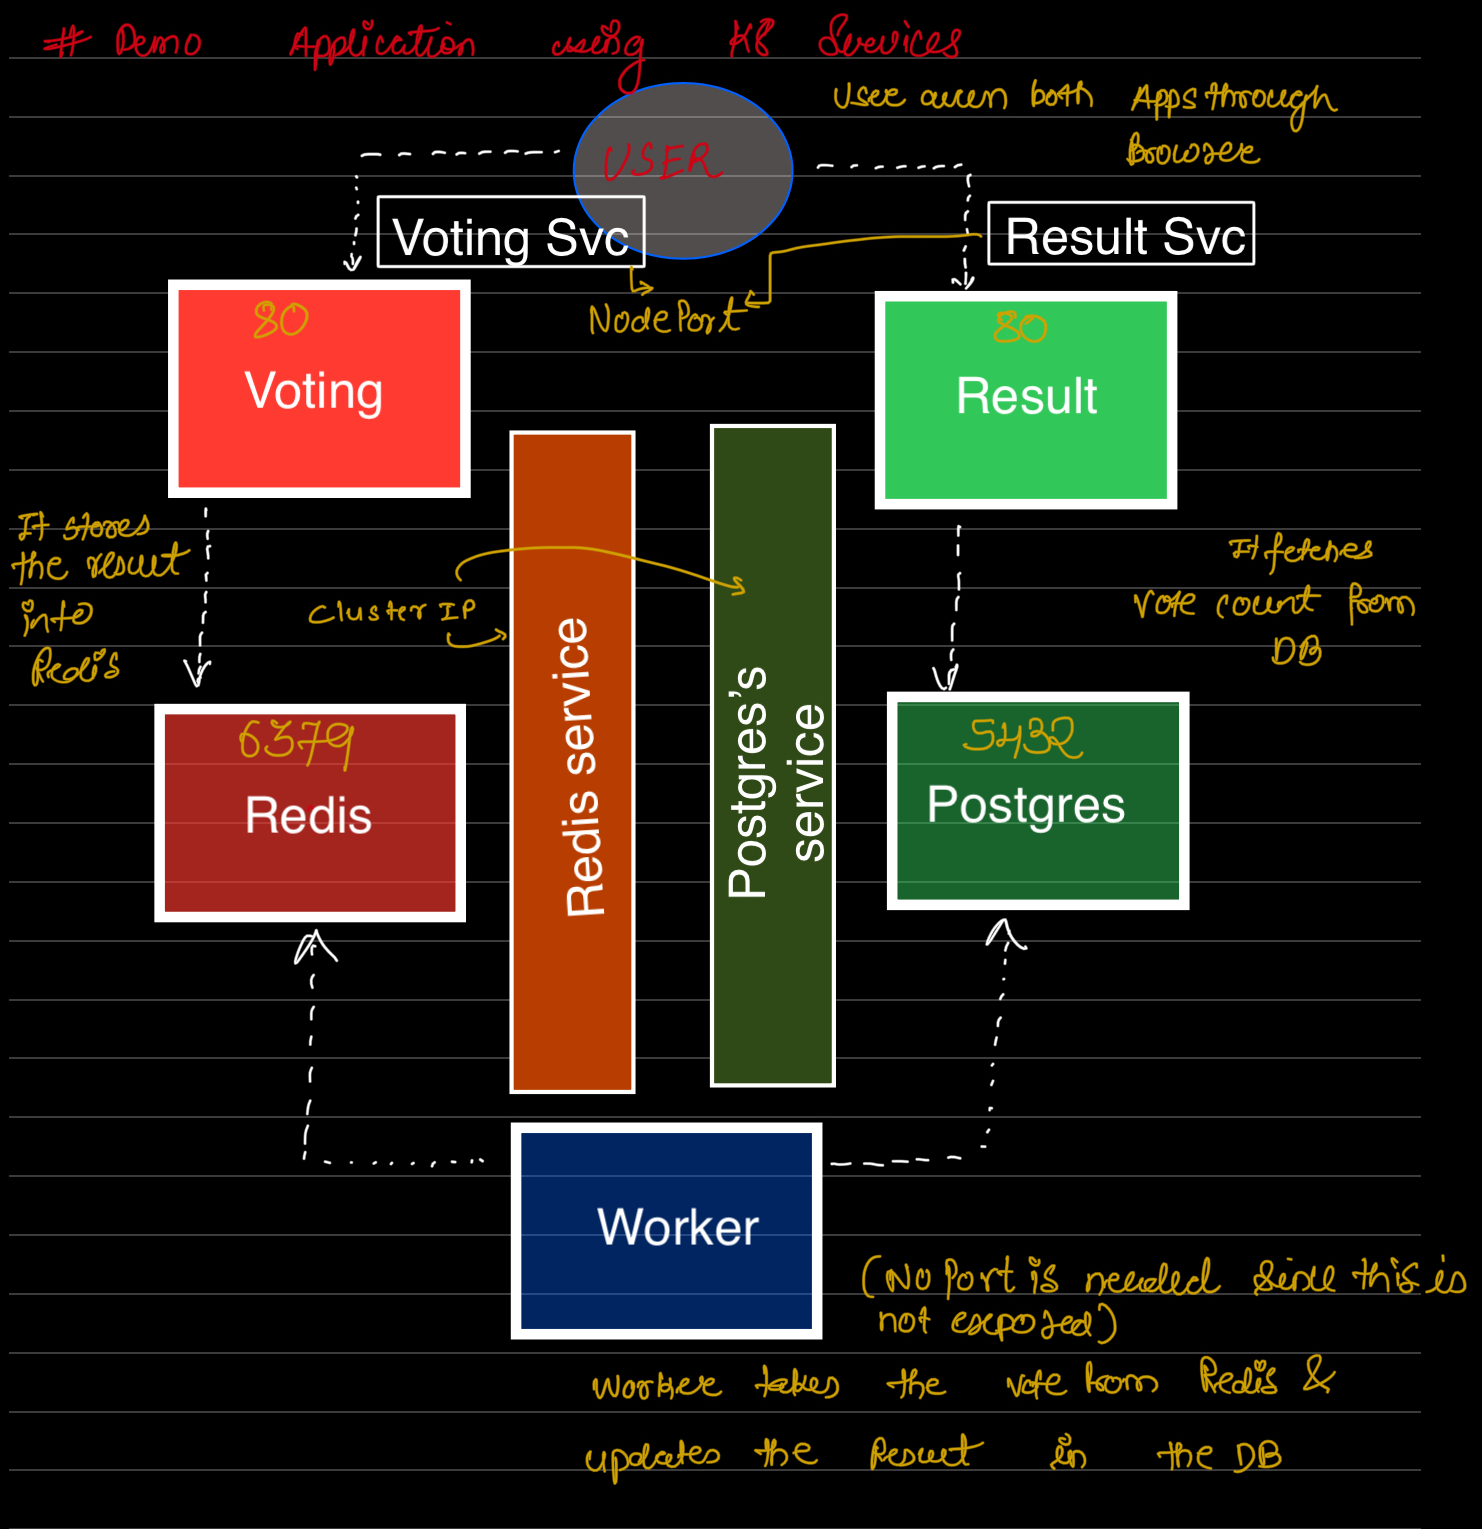 # Demo Application using K8 Services
User access both Apps through
Browser
USER
Voting Svc
Result Svc
NodePort
80
Voting
80
Result
It stores
the result
into
Redis
Cluster IP
It fetches
vote count from
DB
Redis service
Postgres's
service
6379
Redis
5432
Postgres
Worker
(No Port is needed since this is
not exposed)
Worker takes the vote from Redis &
updates the Result in the DB